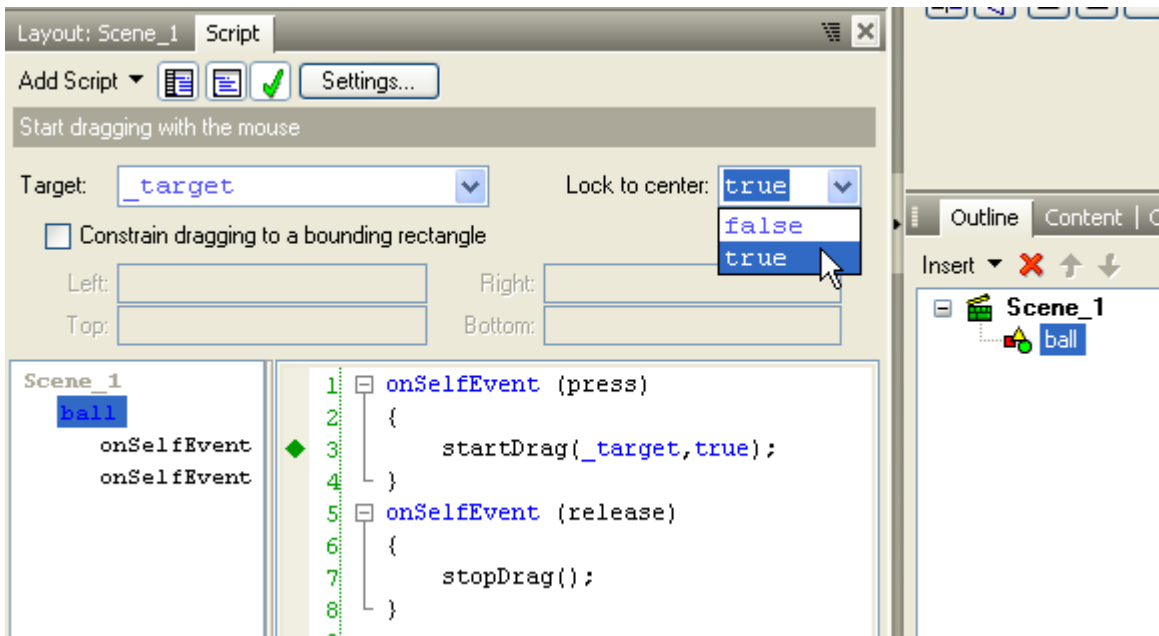 Layout: Scene_1 Script
Add Script Settings...
Start dragging with the mouse
Target: _target Lock to center: true
false
true
Constrain dragging to a bounding rectangle
Left: Right:
Top: Bottom:
Scene_1
ball
onSelfEvent
onSelfEvent
1 onSelfEvent (press)
2 {
3 startDrag(_target,true);
4 }
5 onSelfEvent (release)
6 {
7 stopDrag();
8 }
Outline Content
Insert
Scene_1
ball